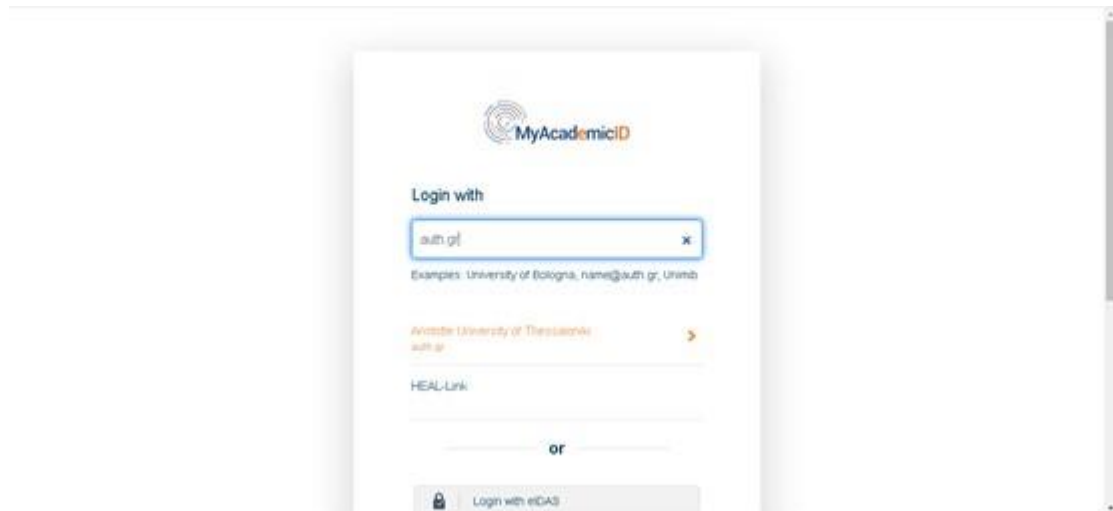 MyAcademicID
Login with
auth.gr
Examples: University of Bologna, name@auth.gr, Unimib
Aristotle University of Thessaloniki
auth.gr
HEAL-Link
or
Login with eIDAS